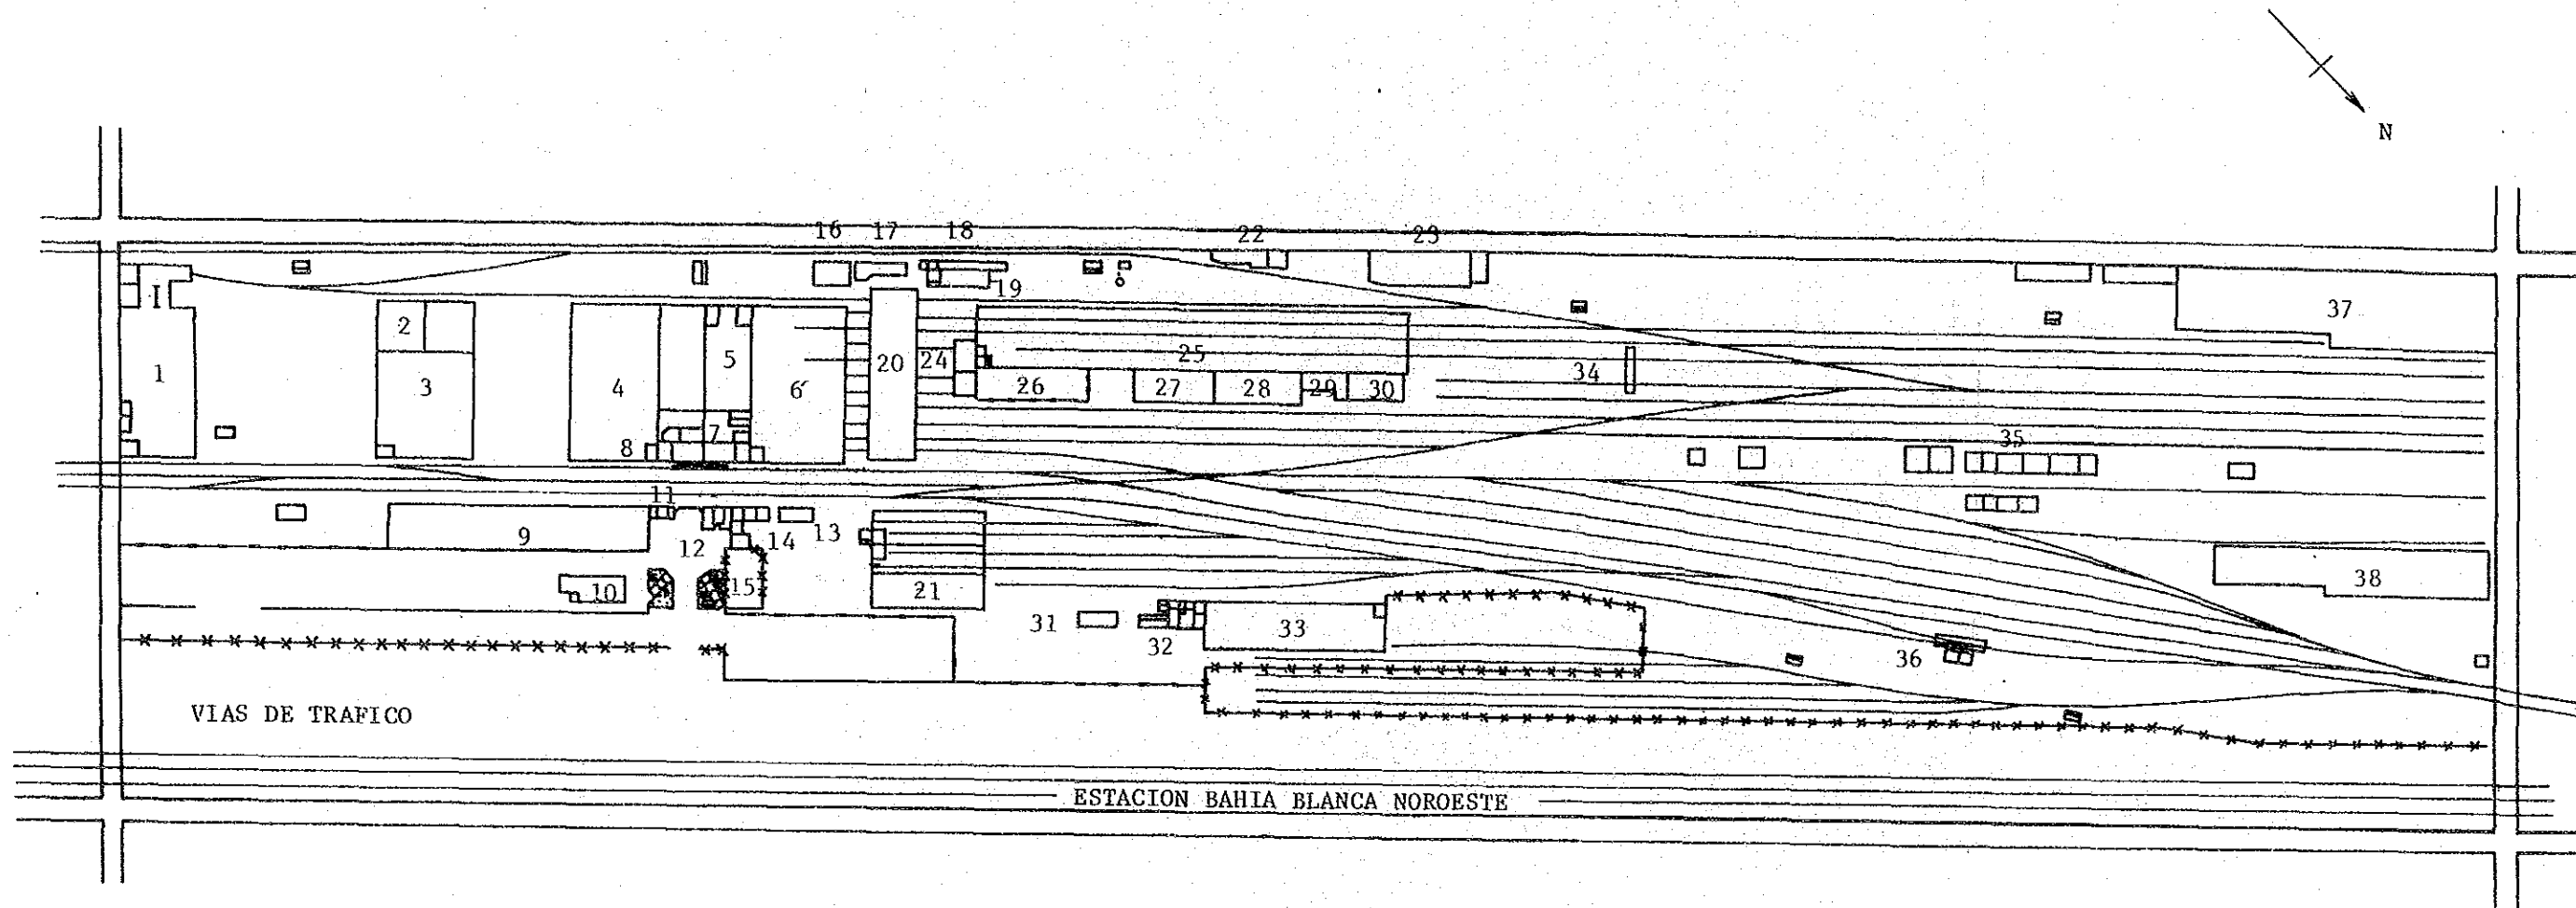 N
16 17 18 22 23
19
I
37
2
5 24 25
1 3 4 6 20 34
26 27 28 29 30
7
8 35
11
9 12 14 13
10 15 21 38
31 32 33
36
VIAS DE TRAFICO
ESTACION BAHIA BLANCA NOROESTE